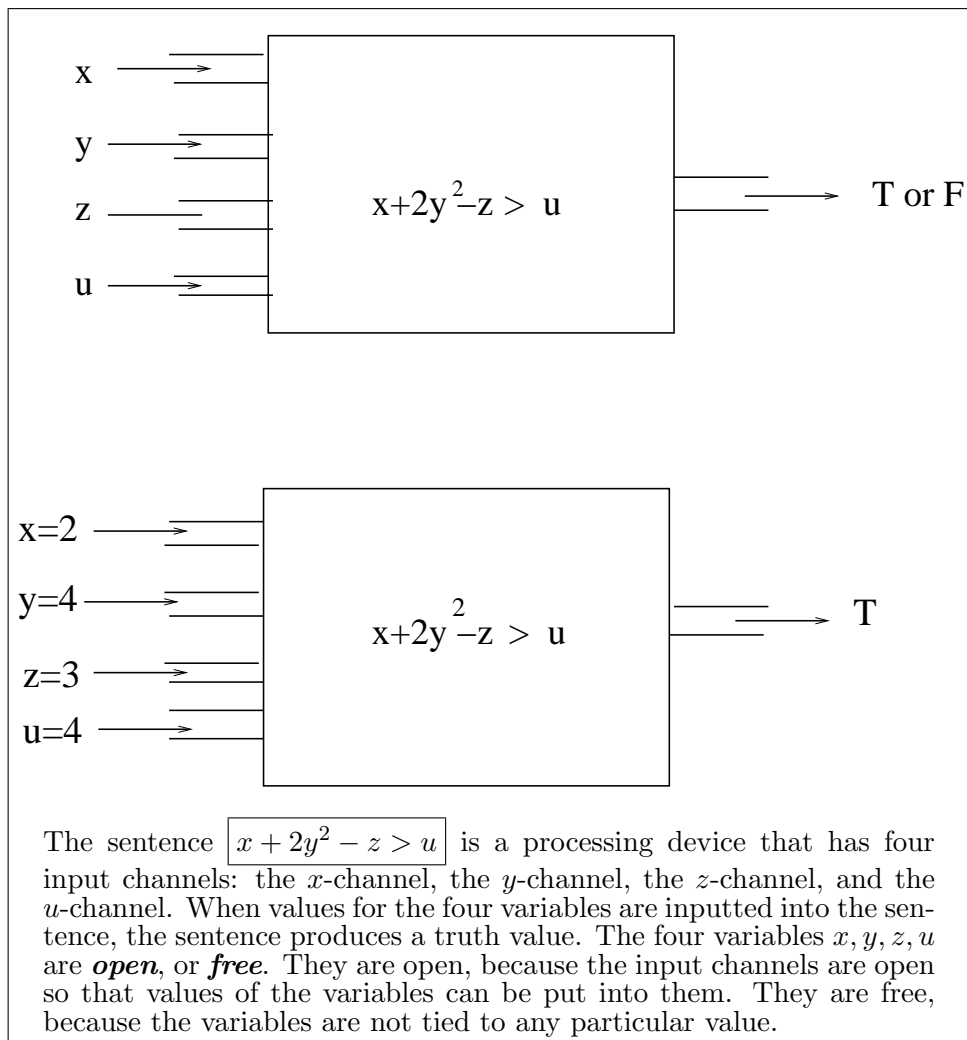 x
y
z
u
x+2y²–z > u
T or F
x=2
y=4
z=3
u=4
x+2y²–z > u
T
The sentence x + 2y² − z > u is a processing device that has four
input channels: the x-channel, the y-channel, the z-channel, and the
u-channel. When values for the four variables are inputted into the sen-
tence, the sentence produces a truth value. The four variables x, y, z, u
are open, or free. They are open, because the input channels are open
so that values of the variables can be put into them. They are free,
because the variables are not tied to any particular value.